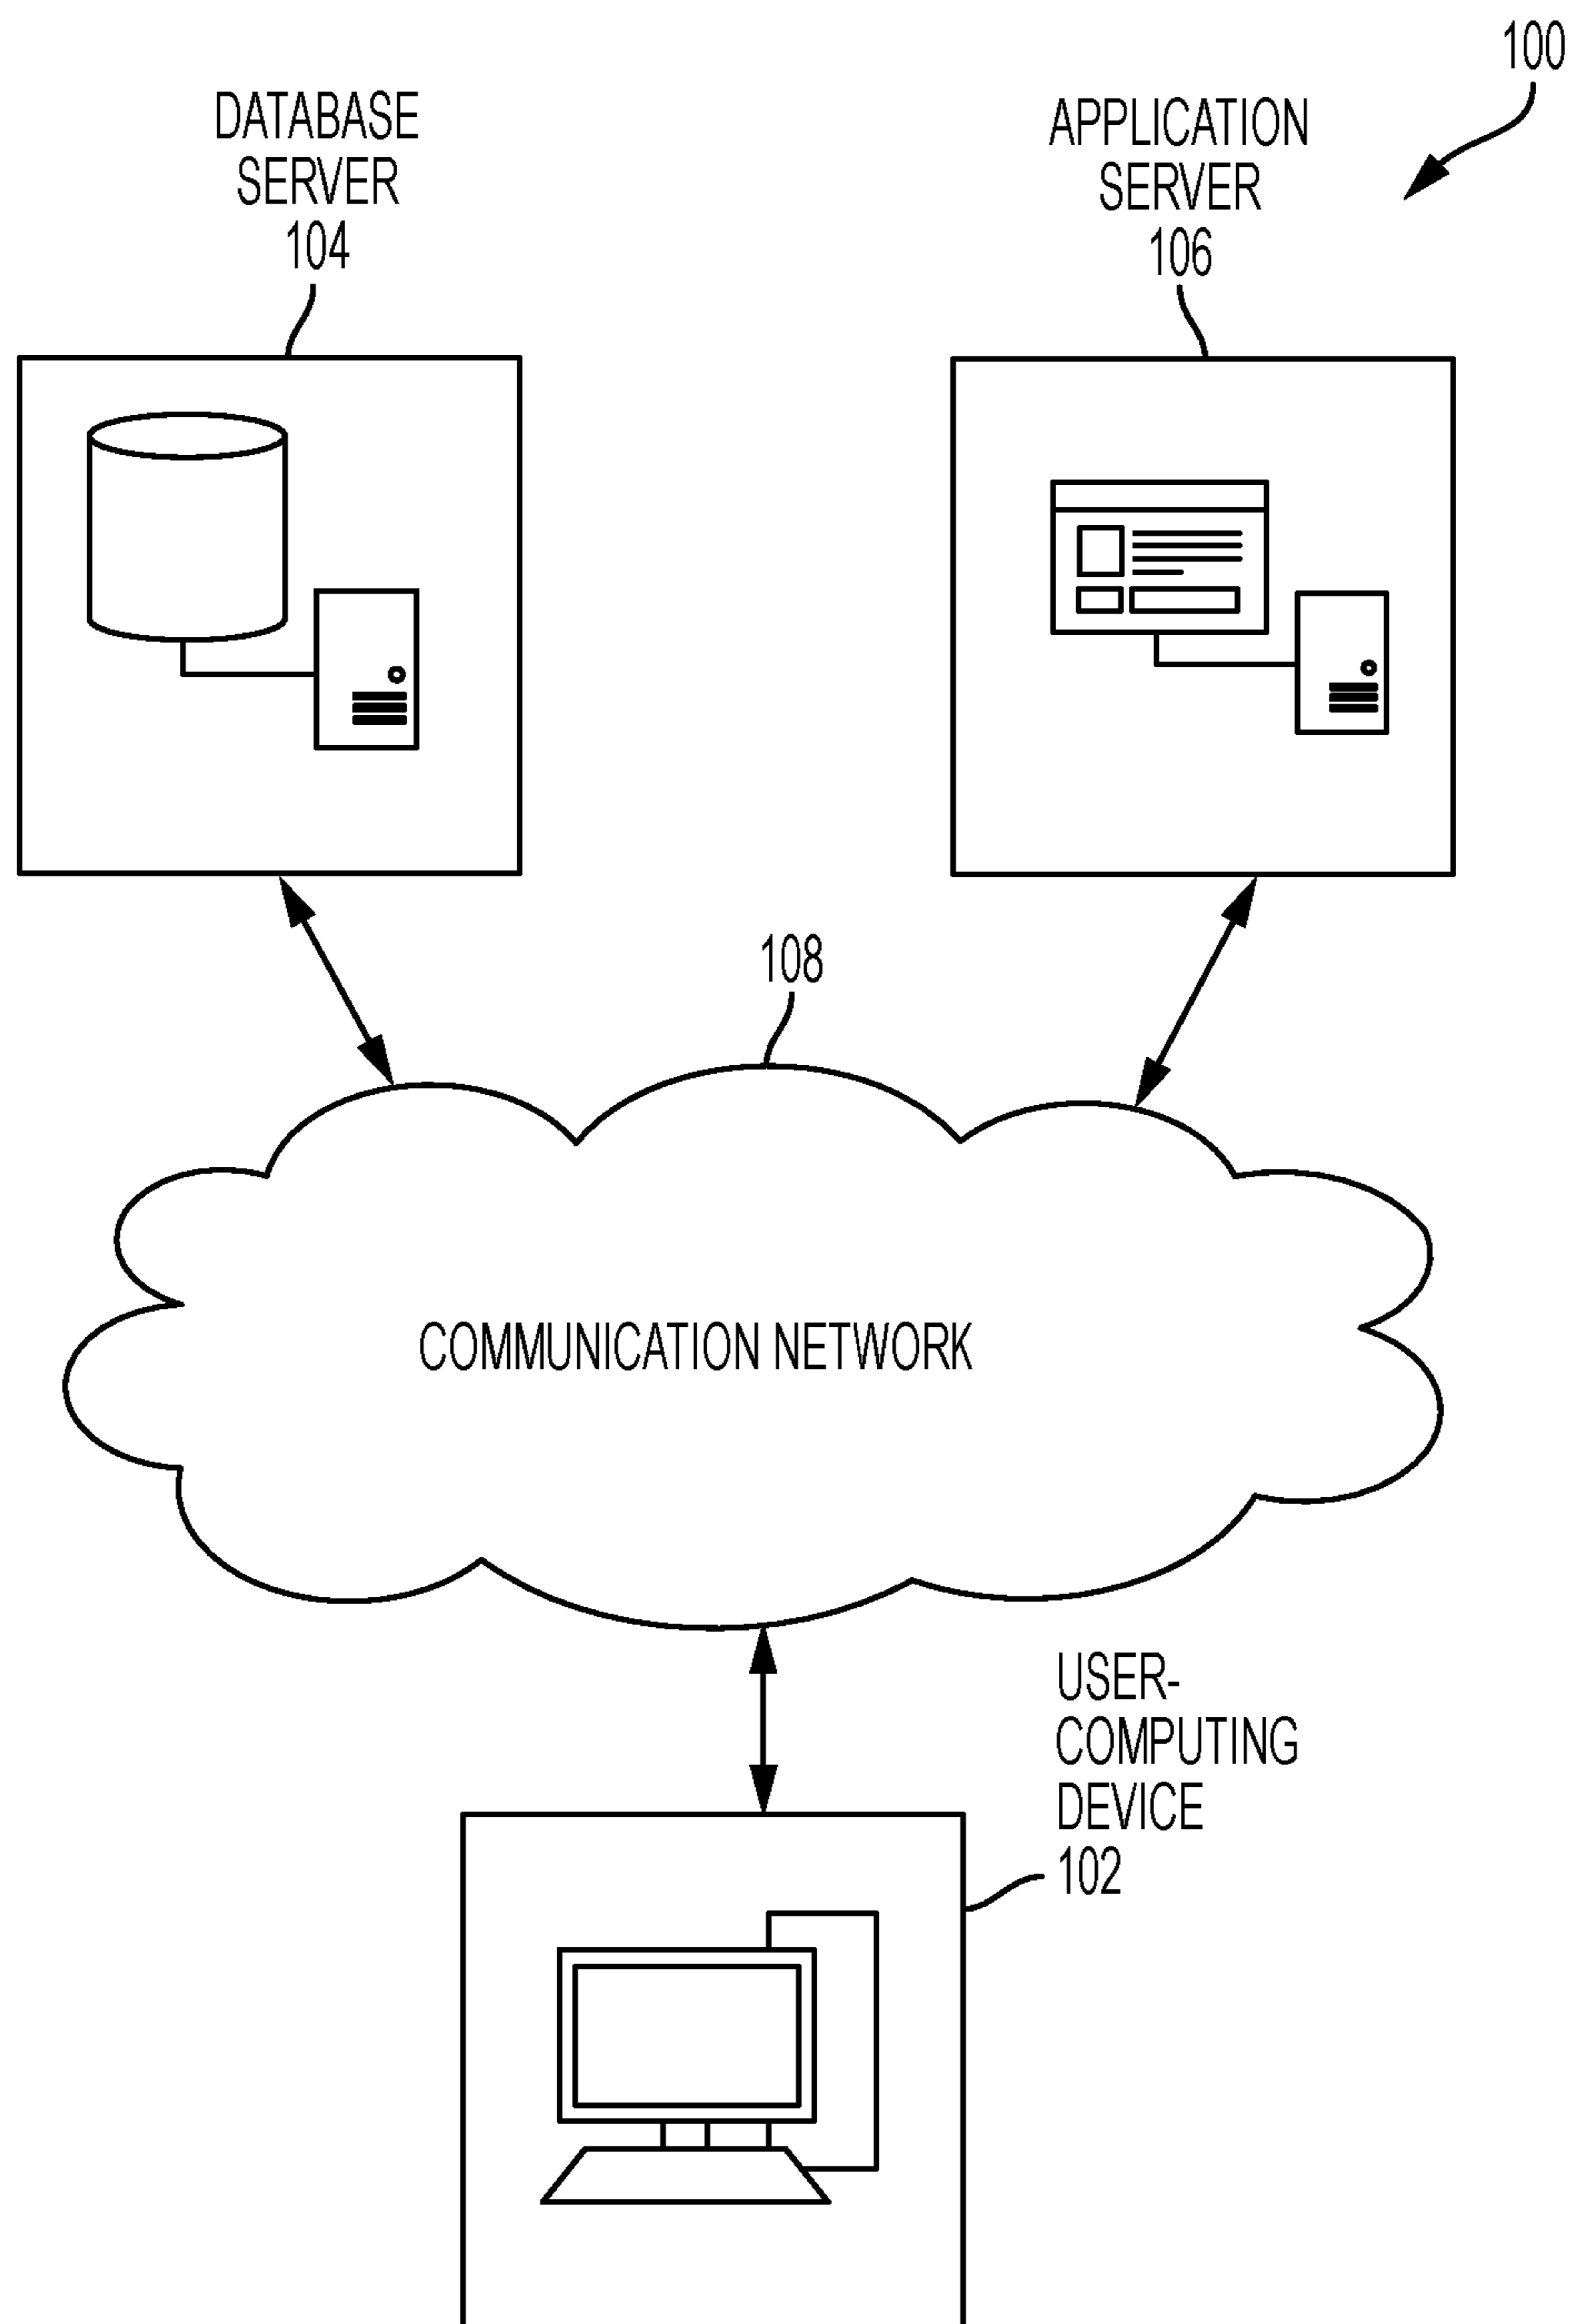 100
DATABASE
SERVER
104
APPLICATION
SERVER
106
108
COMMUNICATION NETWORK
USER-
COMPUTING
DEVICE
102